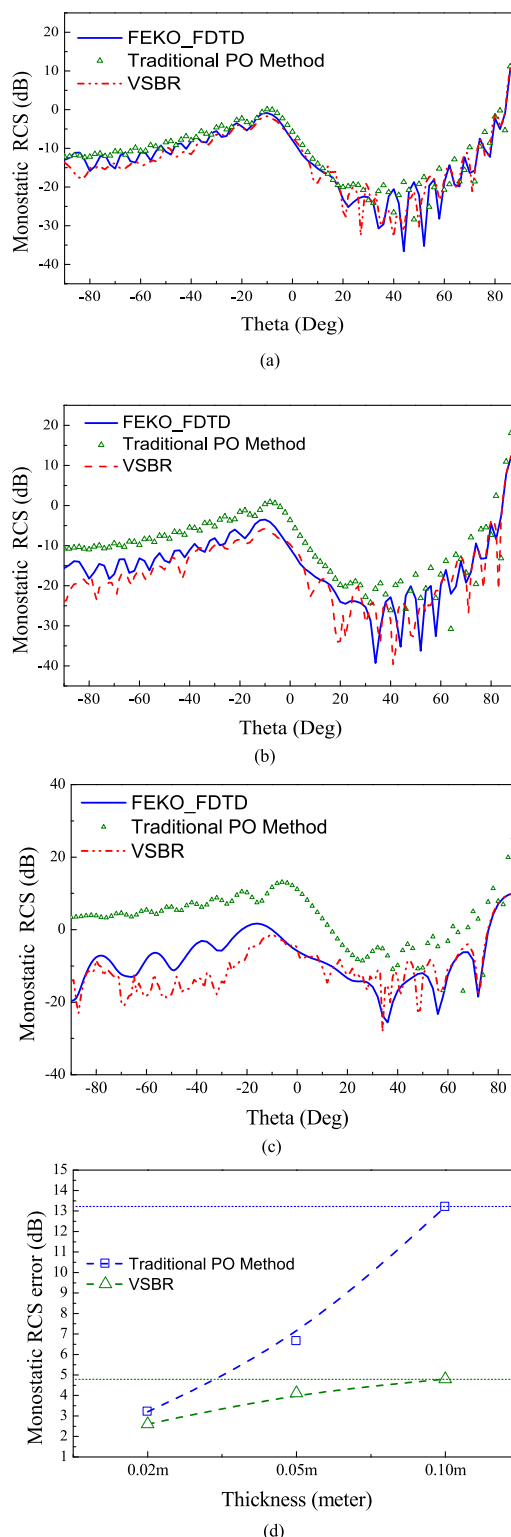 FEKO_FDTD
Traditional PO Method
VSBR
10
0
-10
-20
-30
-40
Monostatic RCS (dB)
-80 -60 -40 -20 0 20 40 60 80
Theta (Deg)
(a)
FEKO_FDTD
Traditional PO Method
VSBR
20
10
0
-10
-20
-30
-40
Monostatic RCS (dB)
-80 -60 -40 -20 0 20 40 60 80
Theta (Deg)
(b)
FEKO_FDTD
Traditional PO Method
VSBR
40
20
0
-20
-40
Monostatic RCS (dB)
-80 -60 -40 -20 0 20 40 60 80
Theta (Deg)
(c)
15
14
13
12
11
10
9
8
7
6
5
4
3
2
1
Monostatic RCS error (dB)
Traditional PO Method
VSBR
0.02m 0.05m 0.10m
Thickness (meter)
(d)